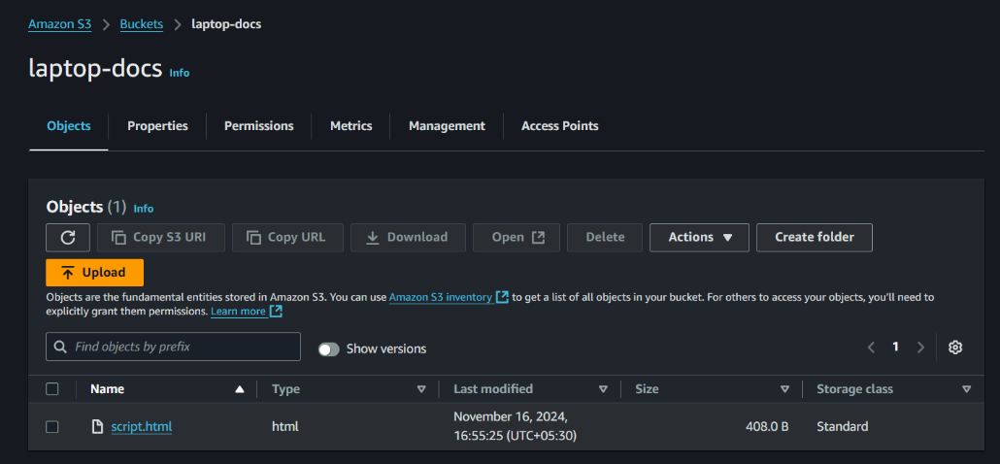 Amazon S3 > Buckets > laptop-docs
laptop-docs Info
Objects Properties Permissions Metrics Management Access Points
Objects (1) Info
Copy S3 URI Copy URL Download Open Delete Actions Create folder
Upload
Objects are the fundamental entities stored in Amazon S3. You can use Amazon S3 inventory to get a list of all objects in your bucket. For others to access your objects, you'll need to
explicitly grant them permissions. Learn more
Find objects by prefix Show versions 1
Name Type Last modified Size Storage class
script.html html November 16, 2024, 408.0 B Standard
16:55:25 (UTC+05:30)